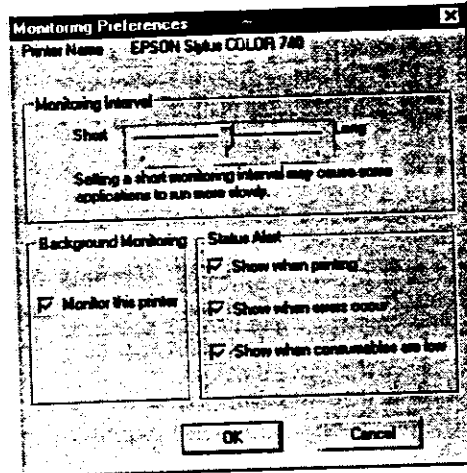 Monitoring Preferences
Printer Name : EPSON Stylus COLOR 740
Monitoring Interval
Short Long
Setting a short monitoring interval may cause some
applications to run more slowly.
Background Monitoring
Monitor this printer
Status Alert
Show when printing
Show when errors occur
Show when consumables are low
OK Cancel